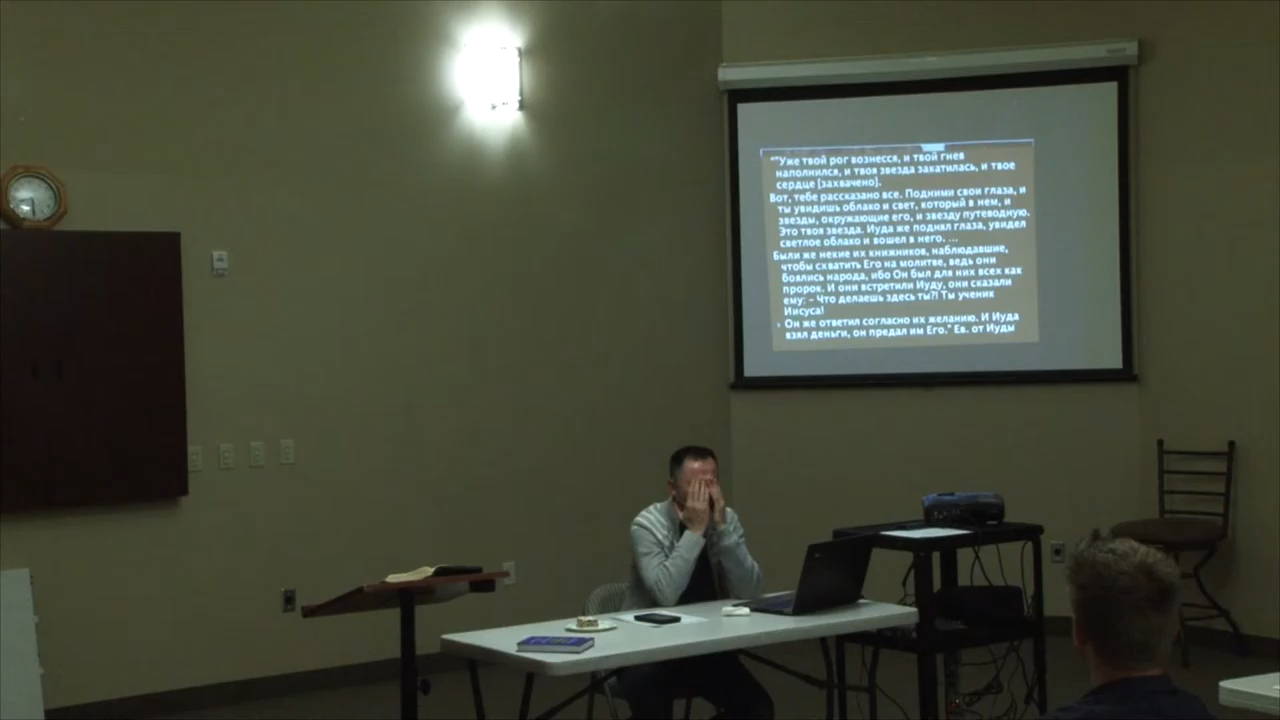 “"Уже твой рог вознесся, и твой гнев
наполнился, и твоя звезда закатилась, и твое
сердце [захвачено].
Вот, тебе рассказано все. Подними свои глаза, и
ты увидишь облако и свет, который в нем, и
звезды, окружающие его, и звезду путеводную.
Это твоя звезда. Иуда же поднял глаза, увидел
светлое облако и вошел в него. ...
Были же некие их книжников, наблюдавшие,
чтобы схватить Его на молитве, ведь они
боялись народа, ибо Он был для них всех как
пророк. И они встретили Иуду, они сказали
ему: – Что делаешь здесь ты?! Ты ученик
Иисуса!
Он же ответил согласно их желанию. И Иуда
взял деньги, он предал им Его." Ев. от Иуды